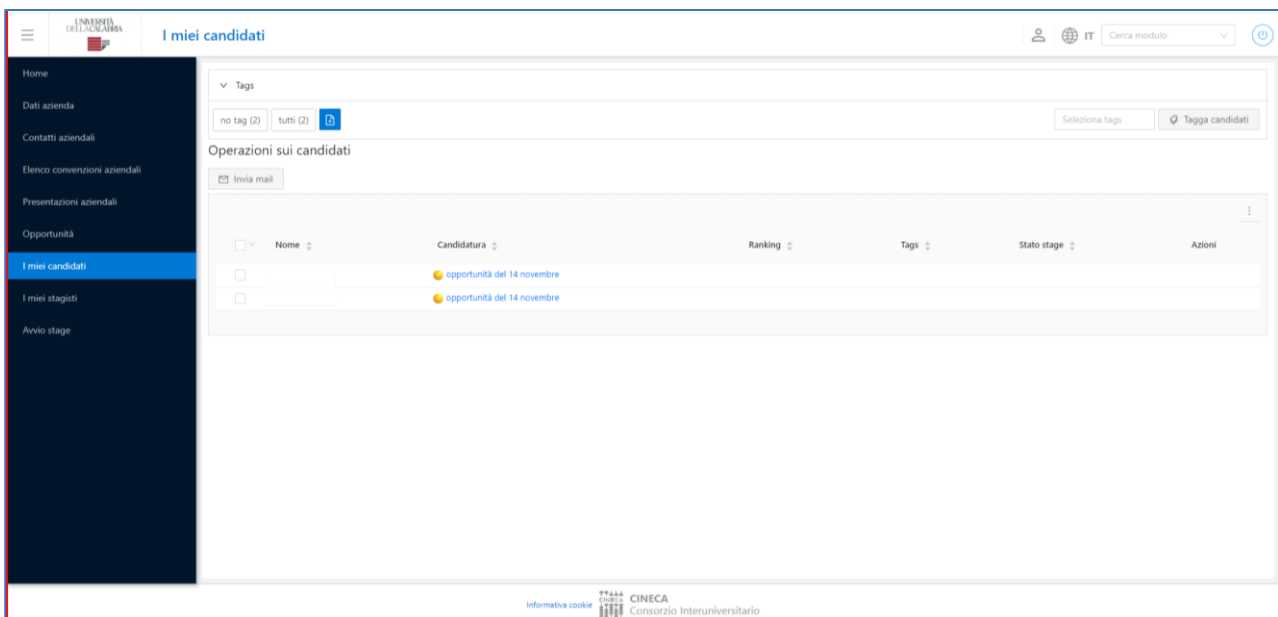 UNIVERSITÀ
DELLA CALABRIA
I miei candidati
IT
Cerca modulo
Home
Dati azienda
Contatti aziendali
Elenco convenzioni aziendali
Presentazioni aziendali
Opportunità
I miei candidati
I miei stagisti
Avvio stage
Tags
no tag (2) tutti (2)
Seleziona tags Tagga candidati
Operazioni sui candidati
Invia mail
Nome Candidatura Ranking Tags Stato stage Azioni
opportunità del 14 novembre
opportunità del 14 novembre
Informativa cookie
CINECA
CINECA
Consorzio Interuniversitario